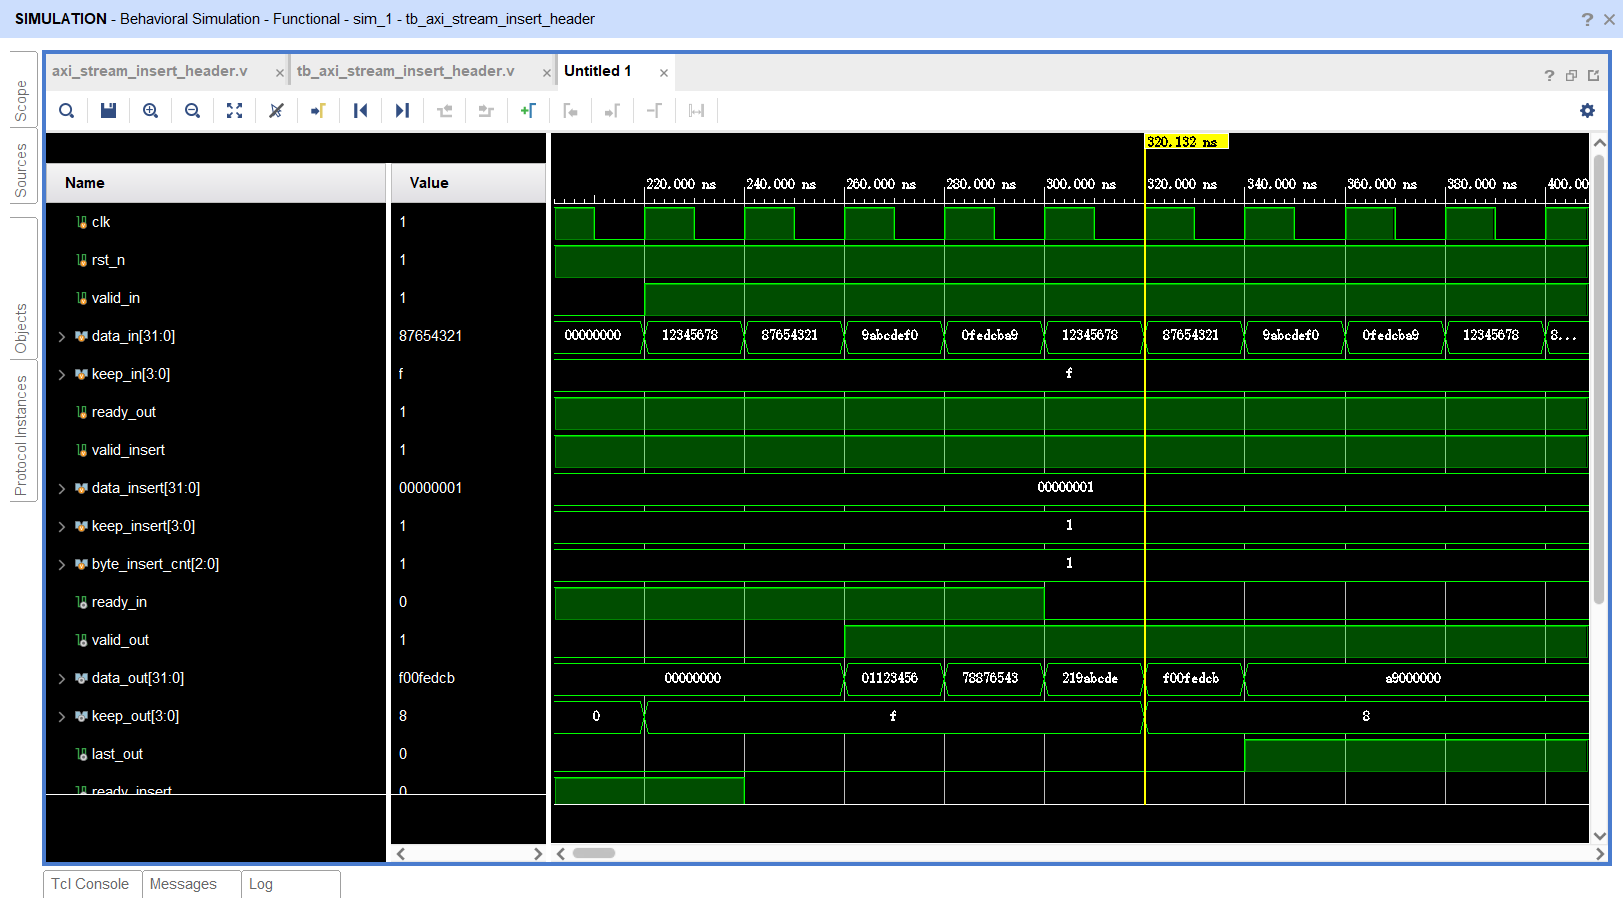 SIMULATION - Behavioral Simulation - Functional - sim_1 - tb_axi_stream_insert_header
? ×
Scope
Sources
Objects
Protocol Instances
axi_stream_insert_header.v ×
tb_axi_stream_insert_header.v ×
Untitled 1 ×
?
320.132 ns
Name Value
220.000 ns 240.000 ns 260.000 ns 280.000 ns 300.000 ns 320.000 ns 340.000 ns 360.000 ns 380.000 ns 400.00
clk 1
rst_n 1
valid_in 1
data_in[31:0] 87654321 00000000 12345678 87654321 9abcdef0 0fedcba9 12345678 87654321 9abcdef0 0fedcba9 12345678 8...
keep_in[3:0] f f
ready_out 1
valid_insert 1
data_insert[31:0] 00000001 00000001
keep_insert[3:0] 1 1
byte_insert_cnt[2:0] 1 1
ready_in 0
valid_out 1
data_out[31:0] f00fedcb 00000000 01123456 78876543 219abcde f00fedcb a9000000
keep_out[3:0] 8 0 f 8
last_out 0
ready_insert 0
Tcl Console Messages Log